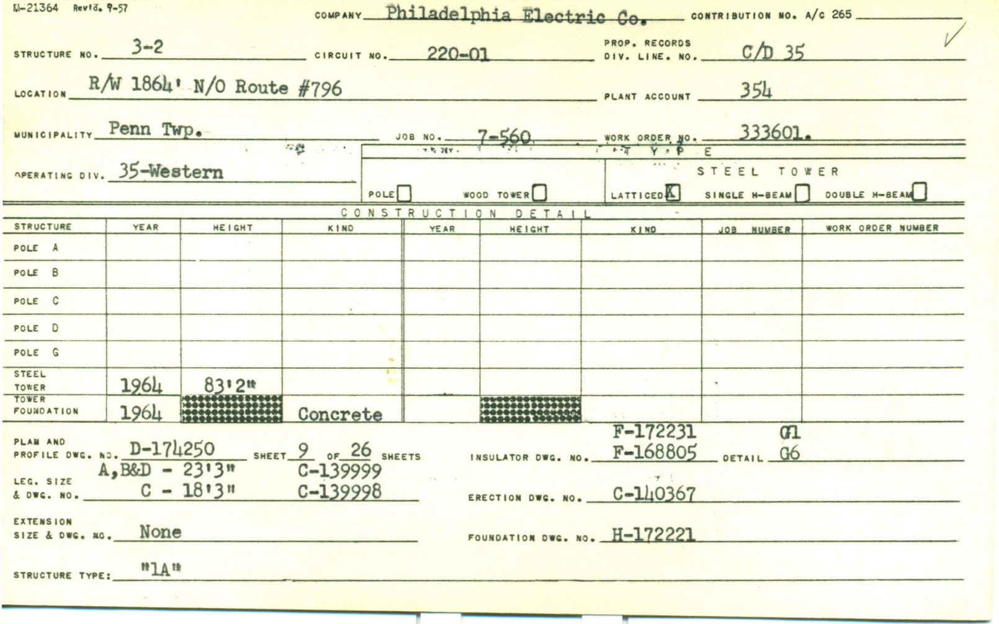 M-21364 Rev'd. 9-57
COMPANY Philadelphia Electric Co. CONTRIBUTION NO. A/C 265
STRUCTURE NO. 3-2 CIRCUIT NO. 220-01 PROP. RECORDS DIV. LINE. NO. C/D 35
LOCATION R/W 1864' N/O Route #796 PLANT ACCOUNT 354
MUNICIPALITY Penn Twp. JOB NO. 7-560 WORK ORDER NO. 333601.
TYPE
OPERATING DIV. 35-Western STEEL TOWER
POLE WOOD TOWER LATTICED X SINGLE H-BEAM DOUBLE H-BEAM
CONSTRUCTION DETAIL
STRUCTURE YEAR HEIGHT KIND YEAR HEIGHT KIND JOB NUMBER WORK ORDER NUMBER
POLE A
POLE B
POLE C
POLE D
POLE G
STEEL
TOWER 1964 83'2"
TOWER
FOUNDATION 1964 Concrete
F-172231 G1
PLAN AND
PROFILE DWG. NO. D-174250 SHEET 9 OF 26 SHEETS INSULATOR DWG. NO. F-168805 DETAIL G6
A,B&D - 23'3" C-139999
LEG. SIZE
& DWG. NO. C - 18'3" C-139998 ERECTION DWG. NO. C-140367
EXTENSION
SIZE & DWG. NO. None FOUNDATION DWG. NO. H-172221
STRUCTURE TYPE: "1A"